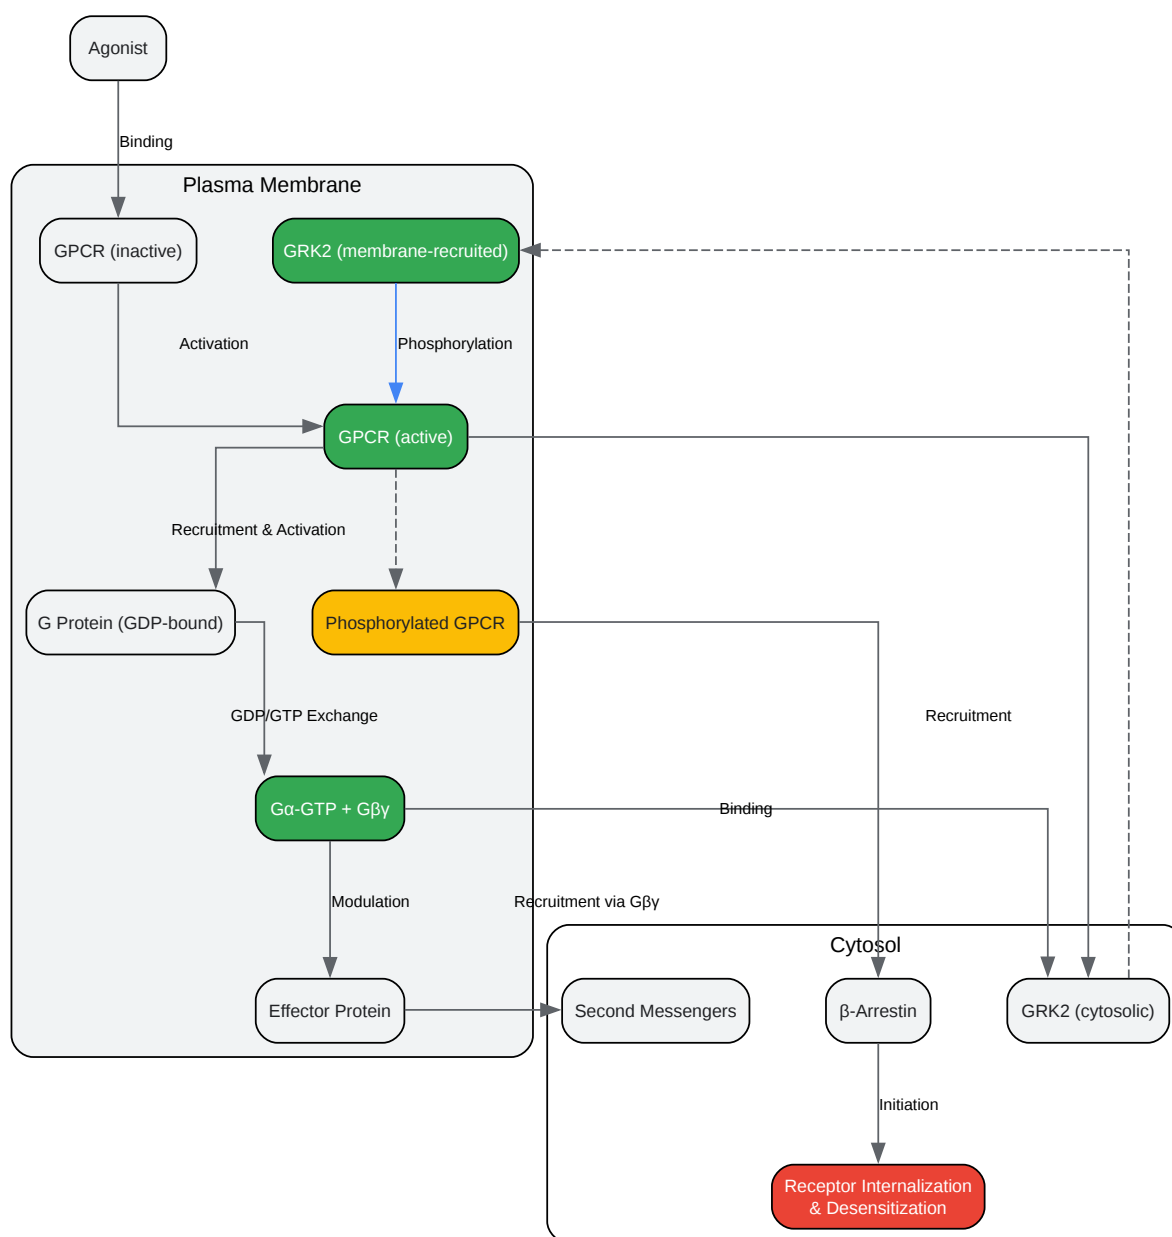 Agonist
Binding
Plasma Membrane
GPCR (inactive)
GRK2 (membrane-recruited)
Activation
Phosphorylation
GPCR (active)
Recruitment & Activation
G Protein (GDP-bound)
Phosphorylated GPCR
GDP/GTP Exchange
Recruitment
Gα-GTP + Gβγ
Binding
Modulation
Recruitment via Gβγ
Cytosol
Effector Protein
Second Messengers
β-Arrestin
GRK2 (cytosolic)
Initiation
Receptor Internalization
& Desensitization